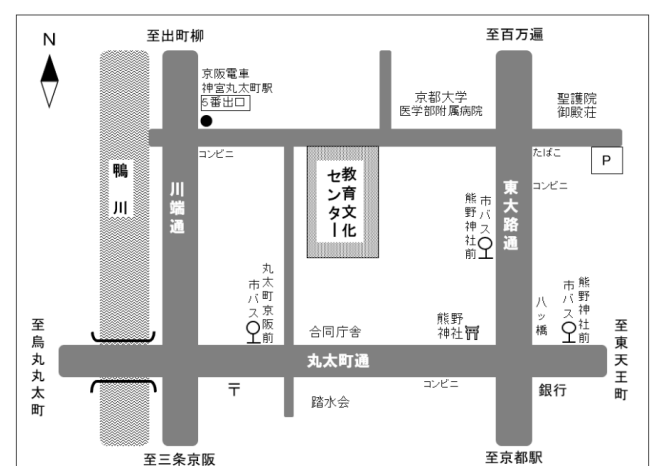 N
至出町柳
至百万遍
京阪電車
神宮丸太町駅
5番出口
京都大学
医学部附属病院
聖護院
御殿荘
コンビニ
たばこ
P
鴨川
川端通
教育文化
センター
東大路通
コンビニ
市バス
熊野神社前
丸太町京阪前
市バス
八ッ橋
市バス
熊野神社前
至烏丸丸太町
合同庁舎
熊野
神社
至東天王町
丸太町通
〒
コンビニ
銀行
踏水会
至三条京阪
至京都駅